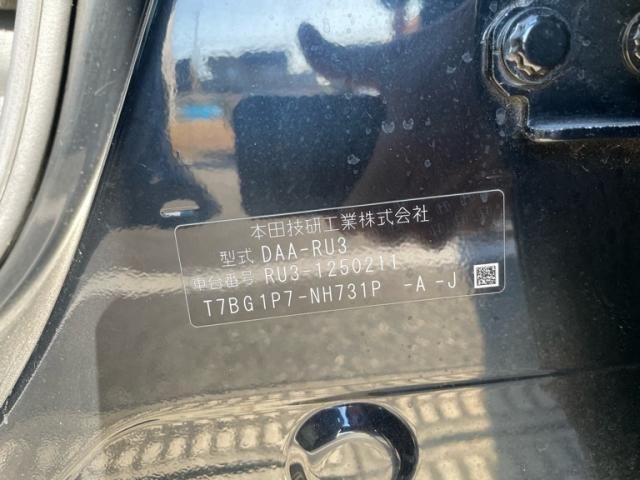 本田技研工業株式会社
型式 DAA-RU3
車台番号 RU3-1250211
T7BG1P7-NH731P -A -J